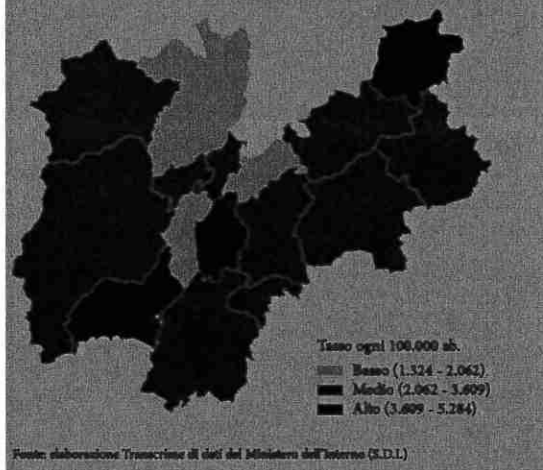 Tasso ogni 100.000 ab.
Basso (1.324 - 2.062)
Medio (2.062 - 3.609)
Alto (3.609 - 5.284)
Fonte: elaborazione Transcrime di dati del Ministero dell'Interno (S.D.I.)